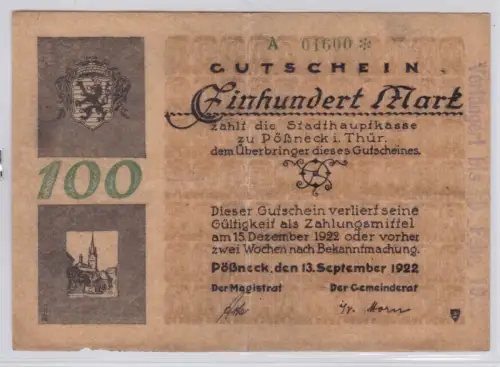 A 01600 *
GUTSCHEIN
Einhundert Mark
zahlt die Stadthauptkasse
zu Pößneck i. Thür.
dem Überbringer dieses Gutscheines.
100
Dieser Gutschein verliert seine
Gültigkeit als Zahlungsmittel
am 15. Dezember 1922 oder vorher
zwei Wochen nach Bekanntmachung.
Pößneck, den 13. September 1922
Der Magistrat Der Gemeinderat